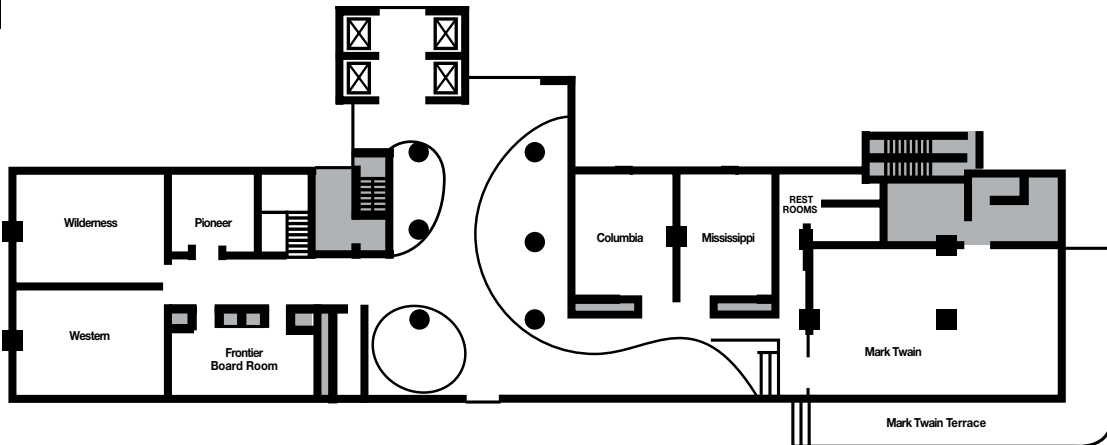 Wilderness
Pioneer
REST
ROOMS
Columbia
Mississippi
Western
Frontier
Board Room
Mark Twain
Mark Twain Terrace